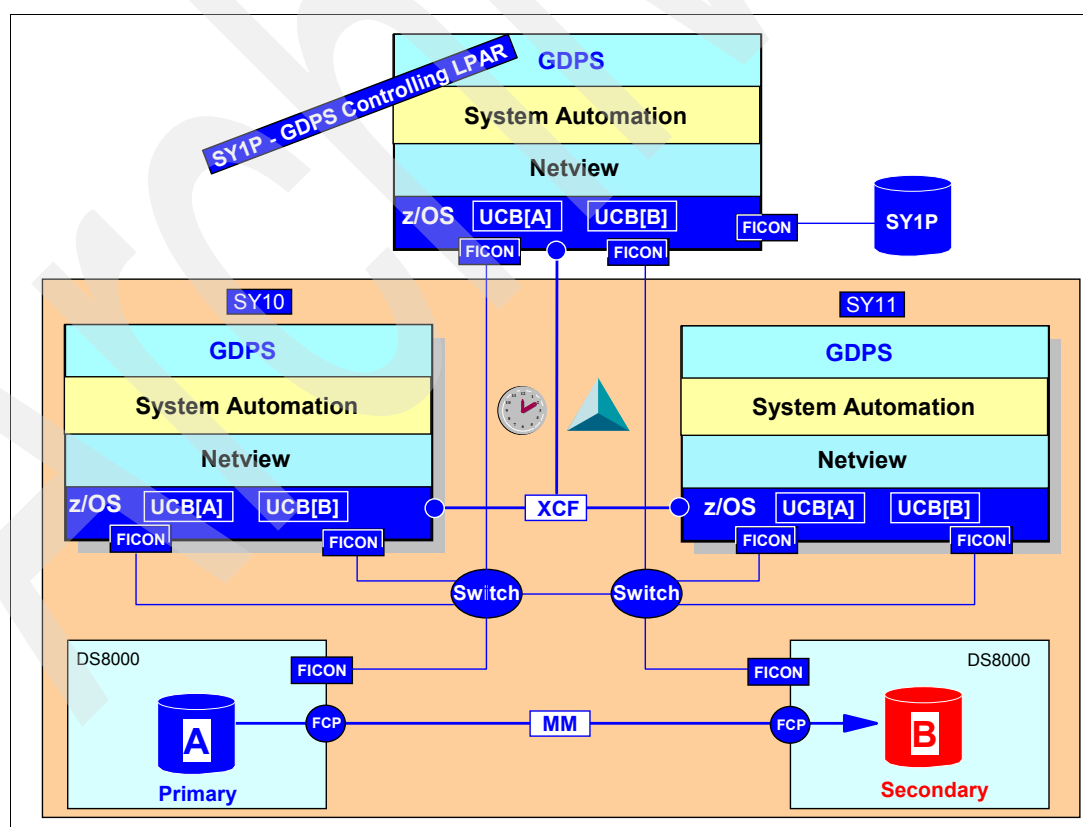 SY1P - GDPS Controlling LPAR
GDPS
System Automation
Netview
z/OS UCB[A] UCB[B]
FICON
FICON FICON
SY1P
SY10
SY11
GDPS
GDPS
System Automation
System Automation
Netview
Netview
z/OS UCB[A] UCB[B]
XCF
z/OS UCB[A] UCB[B]
FICON FICON
FICON FICON
Switch
Switch
DS8000
FICON
FICON
DS8000
A
FCP
MM
FCP
B
Primary
Secondary